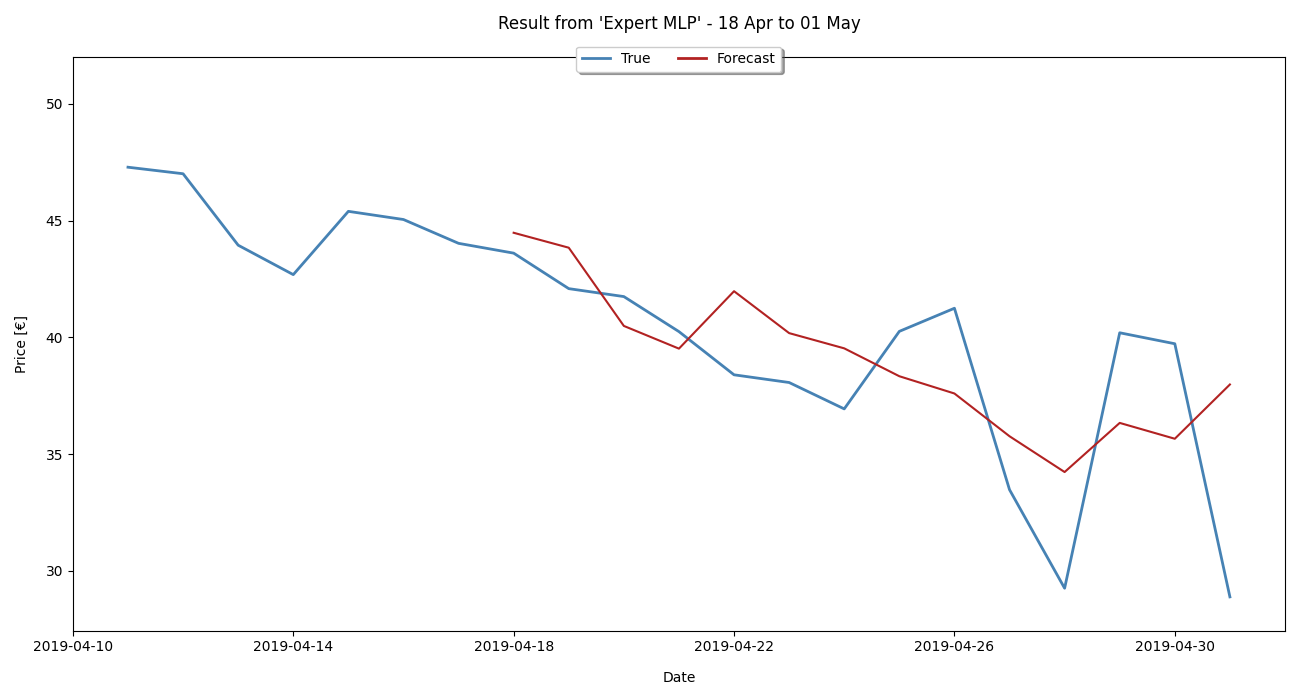 Result from 'Expert MLP' - 18 Apr to 01 May
True Forecast
50
45
40
35
30
Price [€]
2019-04-10 2019-04-14 2019-04-18 2019-04-22 2019-04-26 2019-04-30
Date